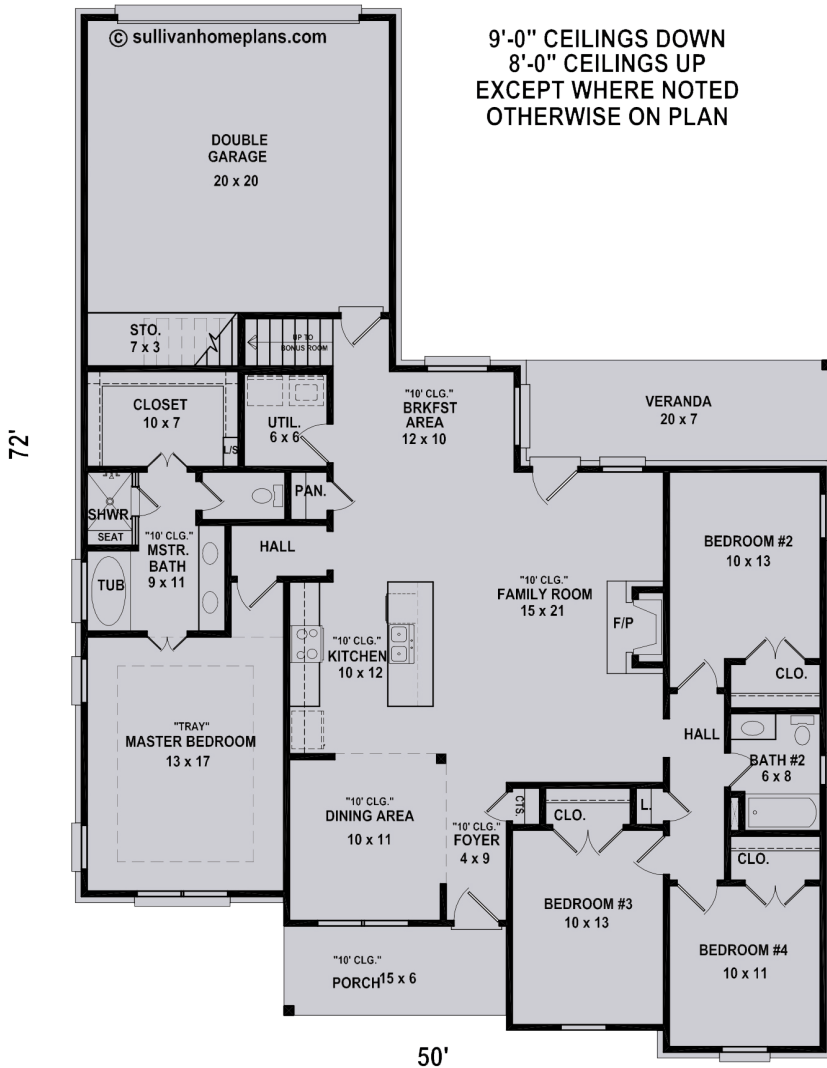 © sullivanhomeplans.com
9'-0" CEILINGS DOWN
8'-0" CEILINGS UP
EXCEPT WHERE NOTED
OTHERWISE ON PLAN
DOUBLE
GARAGE
20 x 20
STO.
7 x 3
UP TO
BONUS ROOM
CLOSET
10 x 7
L/S
UTIL.
6 x 6
"10' CLG."
BRKFST
AREA
12 x 10
VERANDA
20 x 7
72'
SHWR.
SEAT
PAN.
"10' CLG."
MSTR.
BATH
9 x 11
TUB
HALL
BEDROOM #2
10 x 13
"10' CLG."
FAMILY ROOM
15 x 21
F/P
"10' CLG."
KITCHEN
10 x 12
CLO.
"TRAY"
MASTER BEDROOM
13 x 17
HALL
BATH #2
6 x 8
"10' CLG."
DINING AREA
10 x 11
"10' CLG."
FOYER
4 x 9
CTS.
CLO.
L.
CLO.
BEDROOM #3
10 x 13
BEDROOM #4
10 x 11
"10' CLG."
PORCH 15 x 6
50'